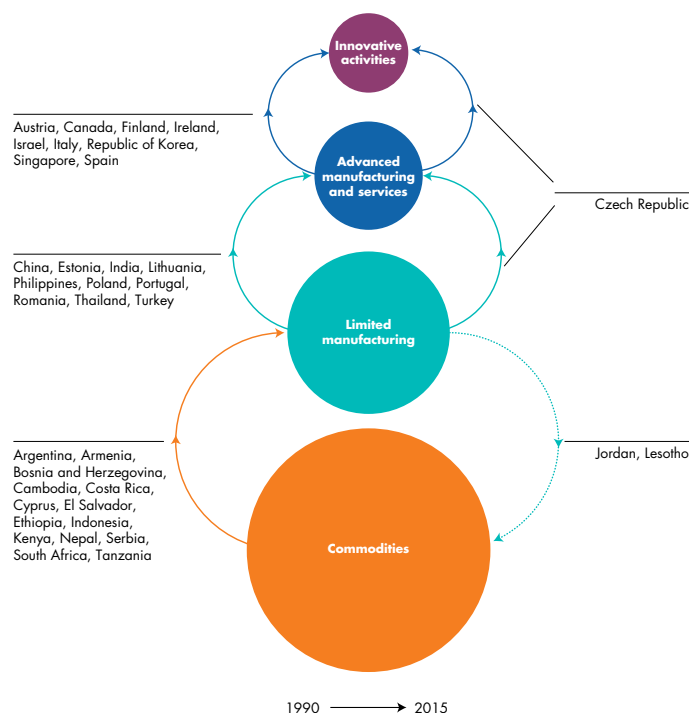 Innovative
activities
Austria, Canada, Finland, Ireland,
Israel, Italy, Republic of Korea,
Singapore, Spain
Advanced
manufacturing
and services
Czech Republic
China, Estonia, India, Lithuania,
Philippines, Poland, Portugal,
Romania, Thailand, Turkey
Limited
manufacturing
Argentina, Armenia,
Bosnia and Herzegovina,
Cambodia, Costa Rica,
Cyprus, El Salvador,
Ethiopia, Indonesia,
Kenya, Nepal, Serbia,
South Africa, Tanzania
Jordan, Lesotho
Commodities
1990 2015